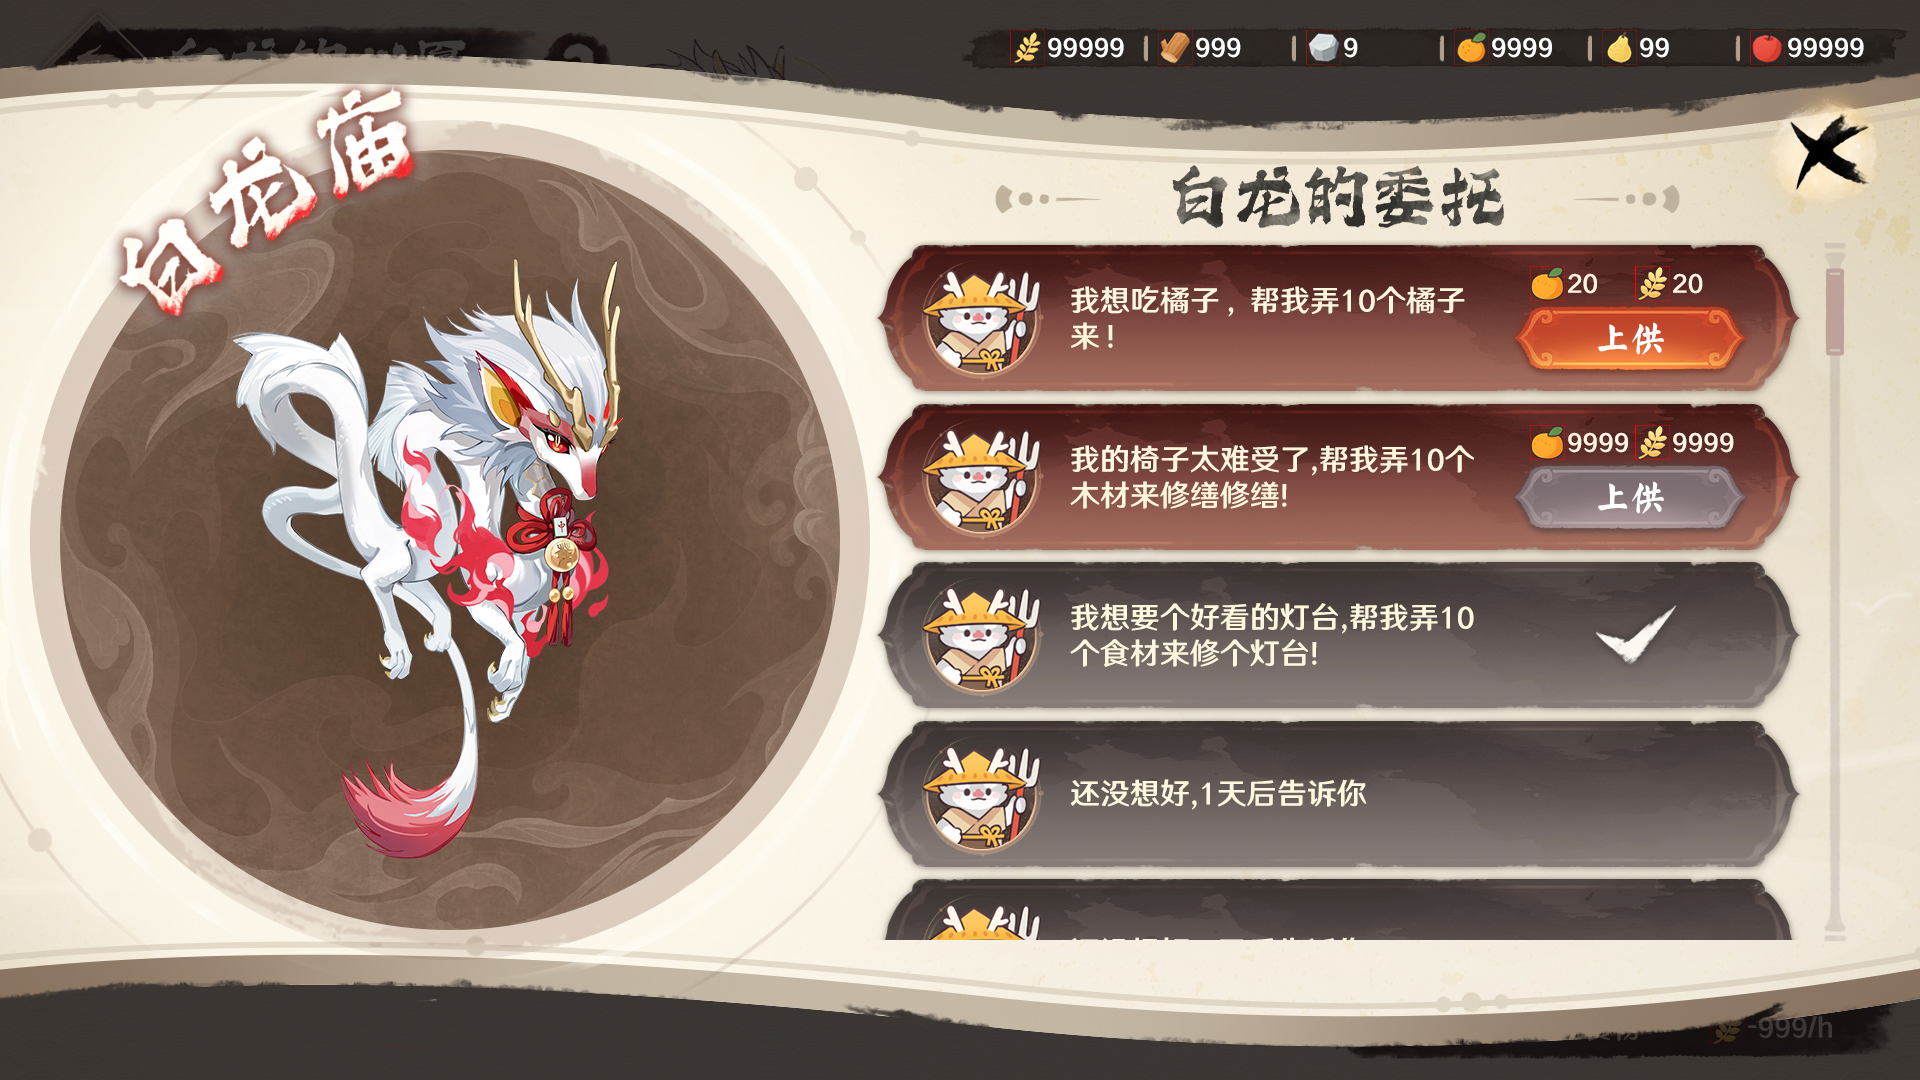 99999
999
9
9999
99
99999
白龙庙
白龙的委托
我想吃橘子，帮我弄10个橘子
来！
20
20
上供
我的椅子太难受了,帮我弄10个
木材来修缮修缮!
9999
9999
上供
我想要个好看的灯台,帮我弄10
个食材来修个灯台!
还没想好,1天后告诉你
-999/h